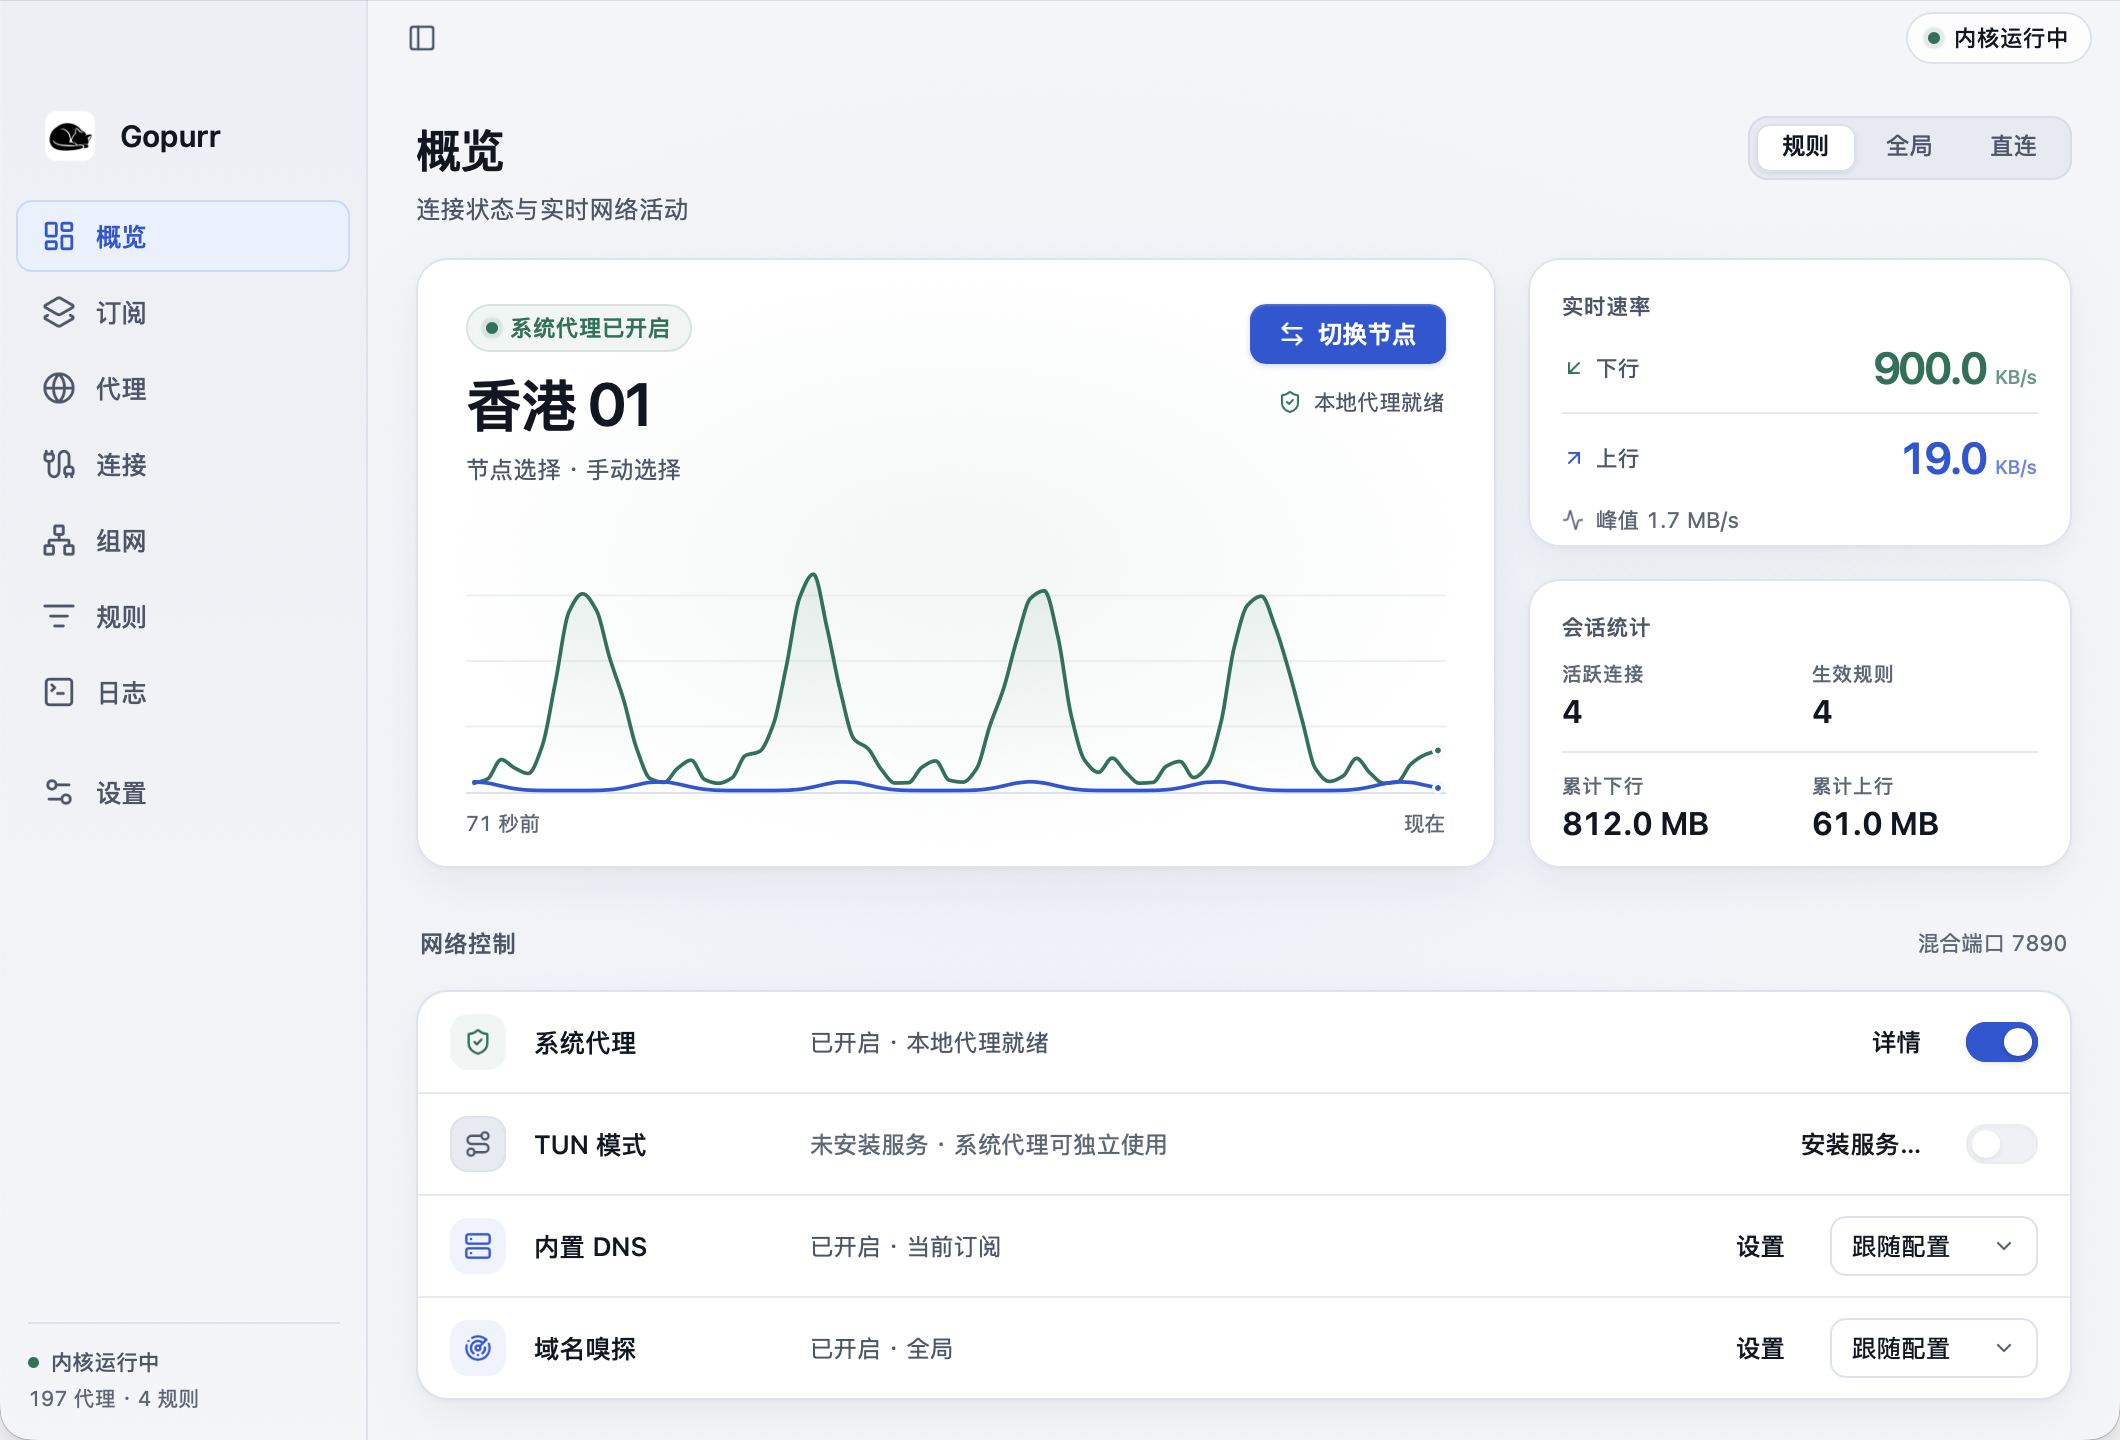 内核运行中
Gopurr
概览
订阅
代理
连接
组网
规则
日志
设置
内核运行中
197 代理 · 4 规则
概览
连接状态与实时网络活动
规则 全局 直连
系统代理已开启
切换节点
香港 01
本地代理就绪
节点选择 · 手动选择
71 秒前 现在
实时速率
下行 900.0 KB/s
上行 19.0 KB/s
峰值 1.7 MB/s
会话统计
活跃连接 生效规则
4 4
累计下行 累计上行
812.0 MB 61.0 MB
网络控制 混合端口 7890
系统代理 已开启 · 本地代理就绪 详情
TUN 模式 未安装服务 · 系统代理可独立使用 安装服务...
内置 DNS 已开启 · 当前订阅 设置 跟随配置
域名嗅探 已开启 · 全局 设置 跟随配置